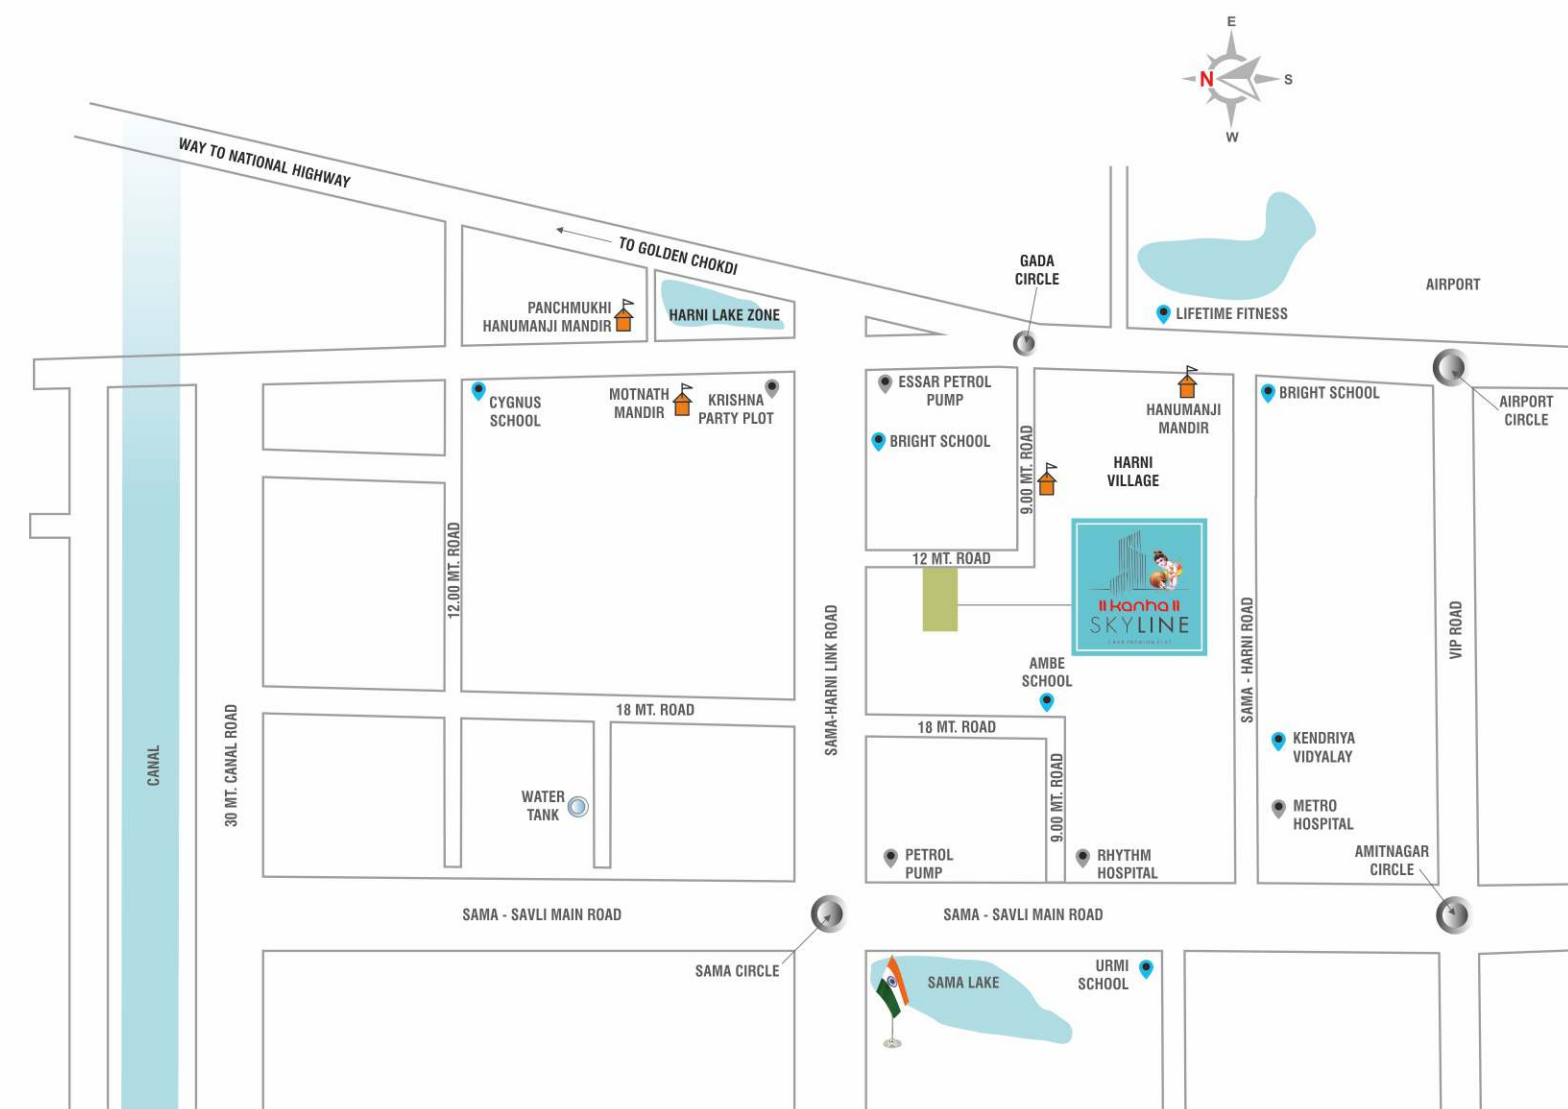 E
N
S
W
WAY TO NATIONAL HIGHWAY
TO GOLDEN CHOKDI
GADA
CIRCLE
AIRPORT
LIFETIME FITNESS
PANCHMUKHI
HANUMANJI MANDIR
HARNI LAKE ZONE
CYGNUS
SCHOOL
MOTNATH
MANDIR
KRISHNA
PARTY PLOT
ESSAR PETROL
PUMP
BRIGHT SCHOOL
9.00 MT. ROAD
HANUMANJI
MANDIR
BRIGHT SCHOOL
AIRPORT
CIRCLE
HARNI
VILLAGE
12.00 MT. ROAD
12 MT. ROAD
ll kanha ll
SKYLINE
SAMA-HARNI LINK ROAD
SAMA - HARNI ROAD
VIP ROAD
AMBE
SCHOOL
18 MT. ROAD
18 MT. ROAD
CANAL
30 MT. CANAL ROAD
KENDRIYA
VIDYALAY
WATER
TANK
9.00 MT. ROAD
METRO
HOSPITAL
PETROL
PUMP
RHYTHM
HOSPITAL
AMITNAGAR
CIRCLE
SAMA - SAVLI MAIN ROAD
SAMA - SAVLI MAIN ROAD
SAMA CIRCLE
SAMA LAKE
URMI
SCHOOL